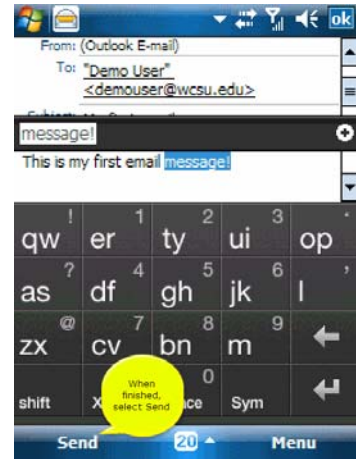 ok
From: (Outlook E-mail)
To: "Demo User"
<demouser@wcsu.edu>
message!
This is my first email message!
! 1 2 3 .
qw er ty ui op
? 4 5 6 ,
as df gh jk l
@ 7 8 9
zx cv bn m
0
shift X ce Sym
When
finished,
select Send
Send 20 Menu